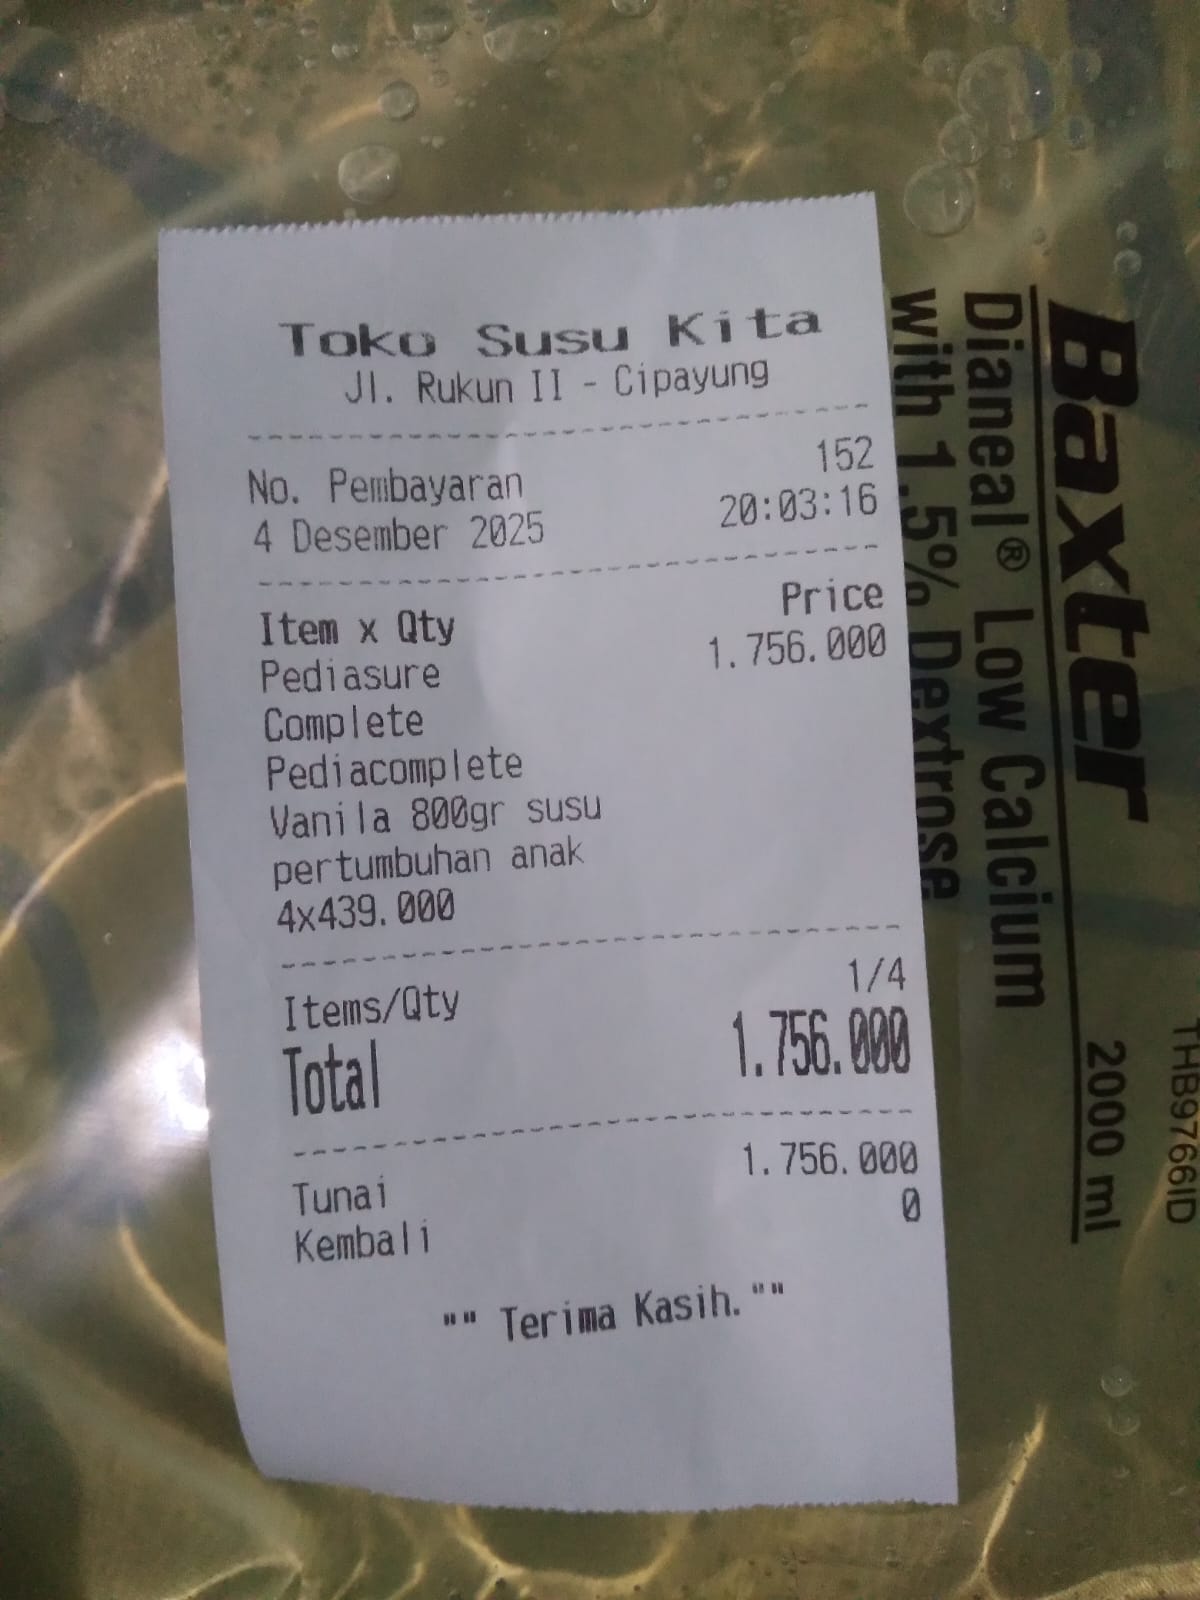 Toko Susu Kita
Jl. Rukun II - Cipayung
No. Pembayaran 152
4 Desember 2025 20:03:16
Item x Qty Price
Pediasure 1.756.000
Complete
Pediacomplete
Vanila 800gr susu
pertumbuhan anak
4x439.000
Items/Qty 1/4
Total 1.756.000
Tunai 1.756.000
Kembali 0
"" Terima Kasih.""
Baxter
Dianeal® Low Calcium
with 1.5% Dextrose
2000 ml
THB9766ID